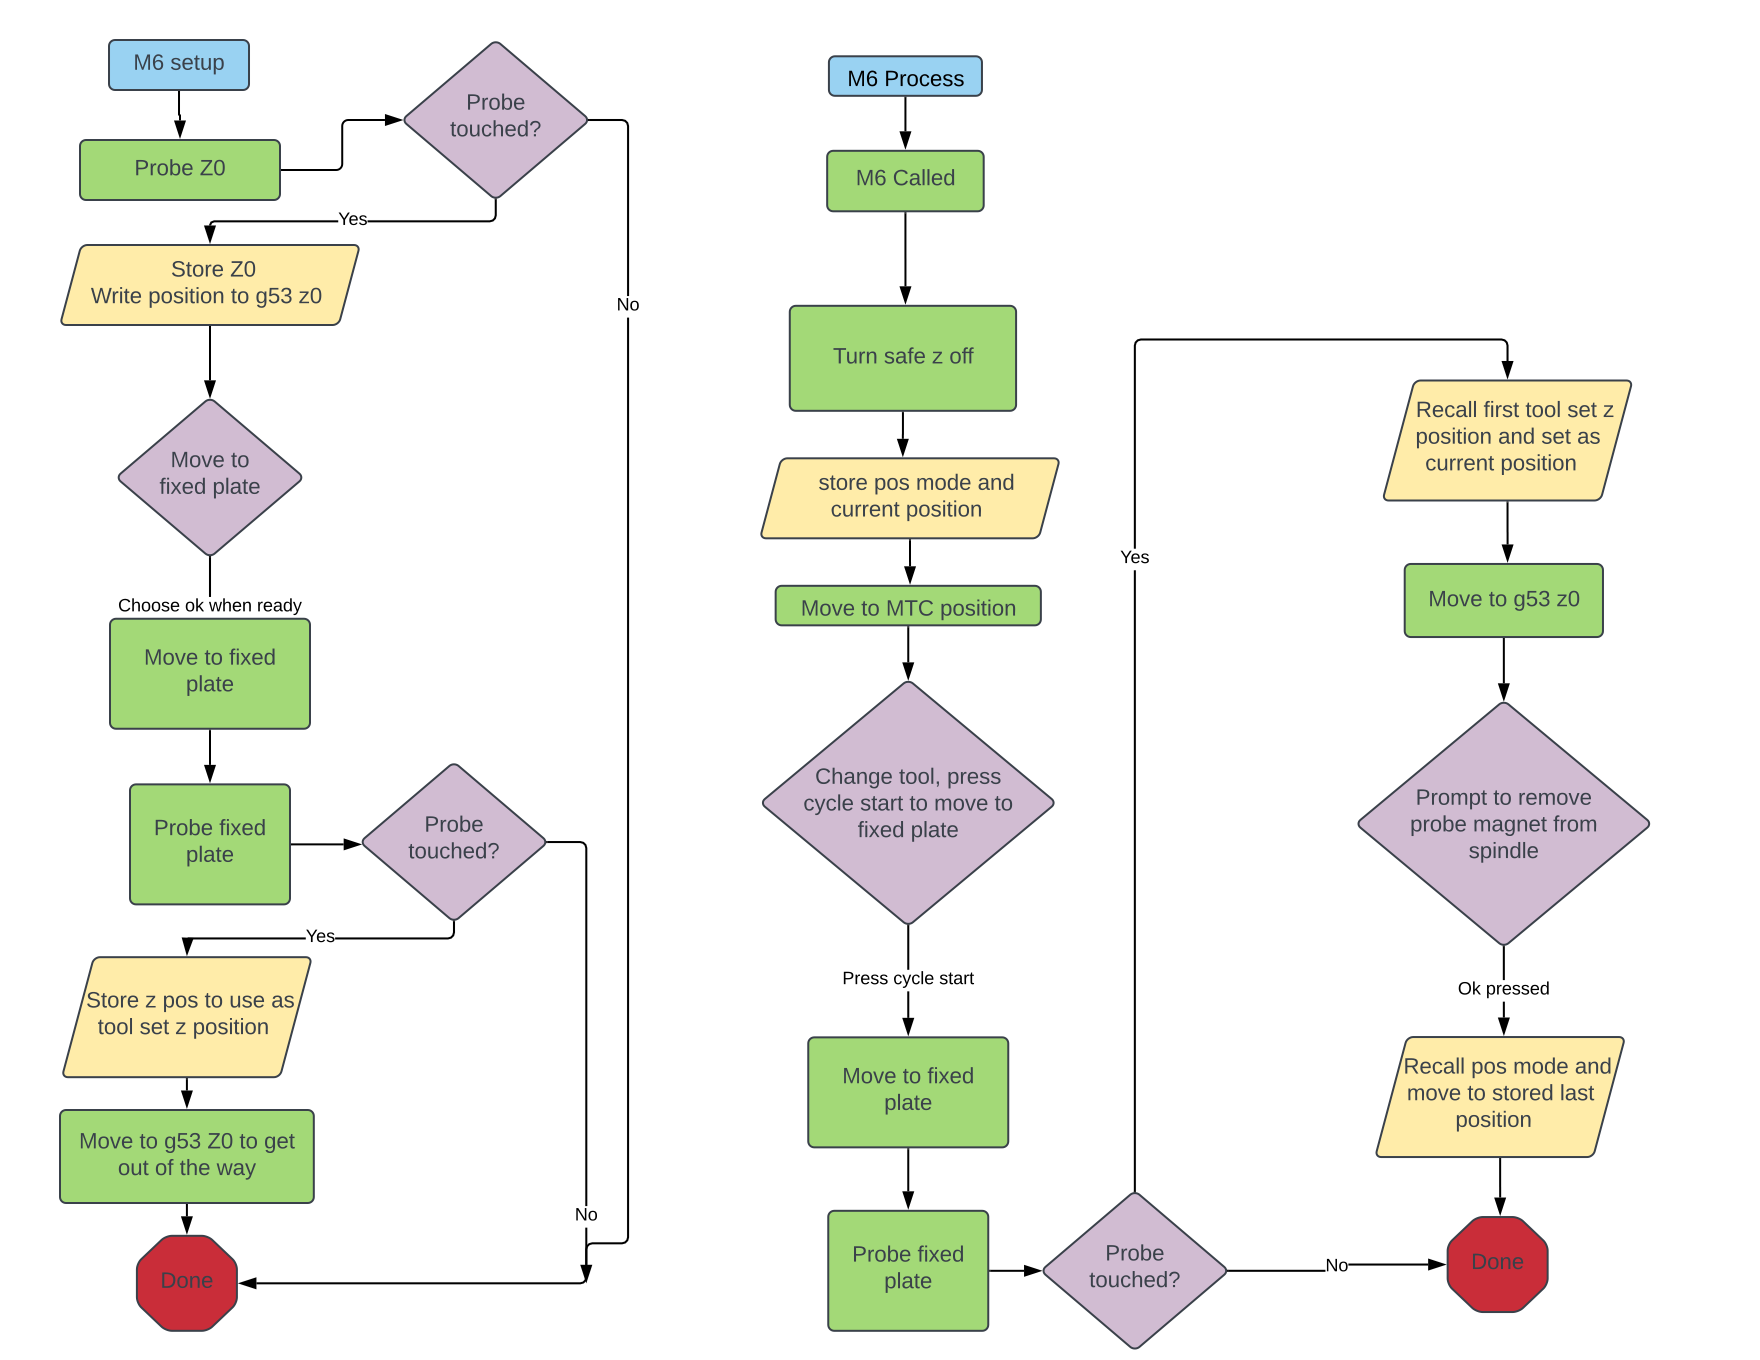 M6 setup
Probe Z0
Probe
touched?
Yes
No
Store Z0
Write position to g53 z0
Move to
fixed plate
Choose ok when ready
Move to fixed
plate
Probe fixed
plate
Probe
touched?
Yes
No
Store z pos to use as
tool set z position
Move to g53 Z0 to get
out of the way
Done
M6 Process
M6 Called
Turn safe z off
store pos mode and
current position
Move to MTC position
Change tool, press
cycle start to move to
fixed plate
Press cycle start
Move to fixed
plate
Probe fixed
plate
Probe
touched?
Yes
No
Recall first tool set z
position and set as
current position
Move to g53 z0
Prompt to remove
probe magnet from
spindle
Ok pressed
Recall pos mode and
move to stored last
position
Done